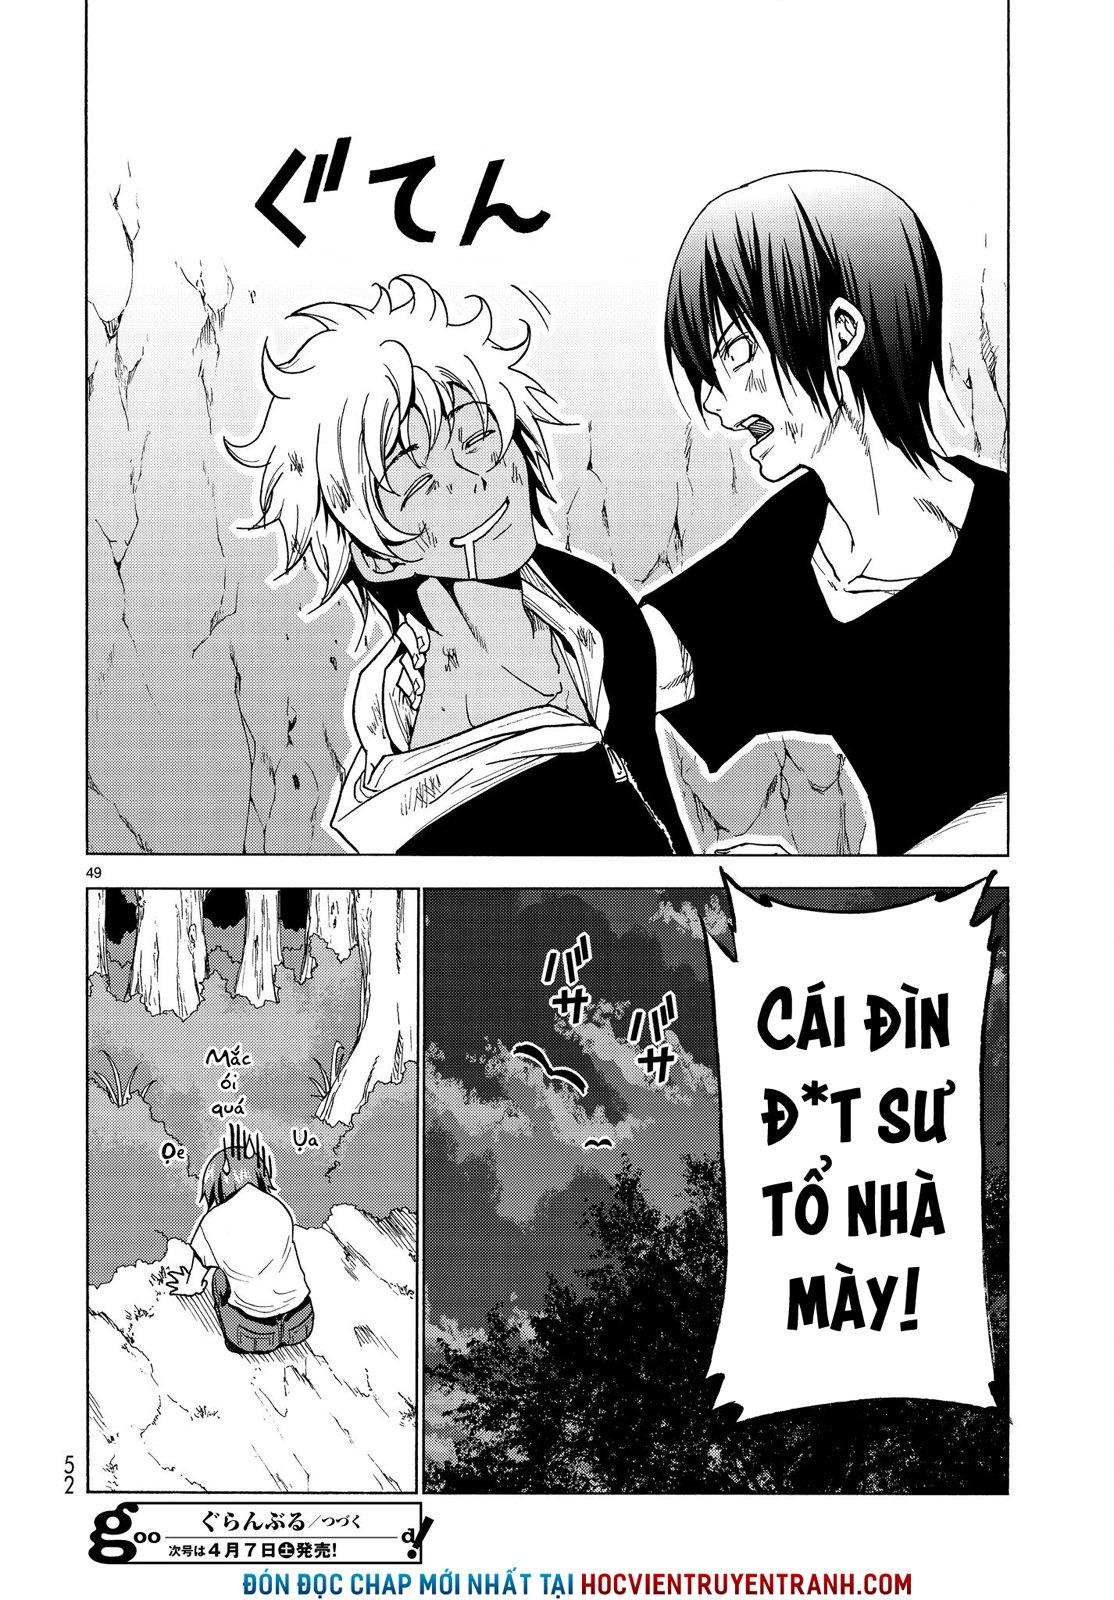 ぐてん
49
CÁI ĐÌN
Đ*T SƯ
TỔ NHÀ
MÀY!
バサ
バサ
Mắc
ói
quá
Ụa
Ọe
52
goo d!
ぐらんぶる/つづく
次号は4月7日土発売!
ĐÓN ĐỌC CHAP MỚI NHẤT TẠI HOCVIENTRUYENTRANH.COM